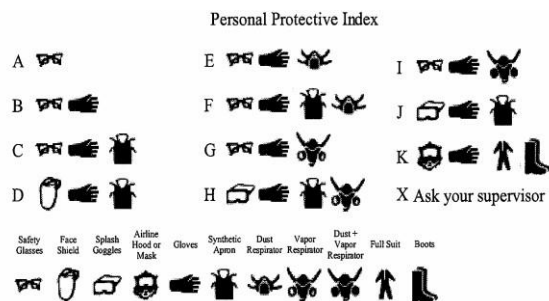 Personal Protective Index
A
B
C
D
E
F
G
H
I
J
K
X Ask your supervisor
Safety Glasses
Face Shield
Splash Goggles
Airline Hood or Mask
Gloves
Synthetic Apron
Dust Respirator
Vapor Respirator
Dust + Vapor Respirator
Full Suit
Boots